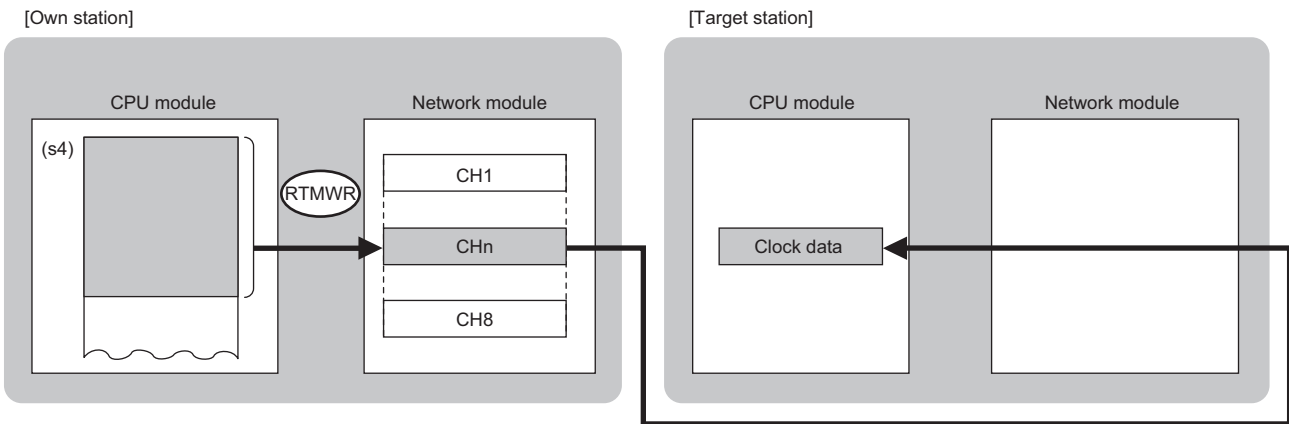 [Own station]
[Target station]
CPU module
Network module
(s4)
RTMWR
CH1
CHn
CH8
CPU module
Network module
Clock data